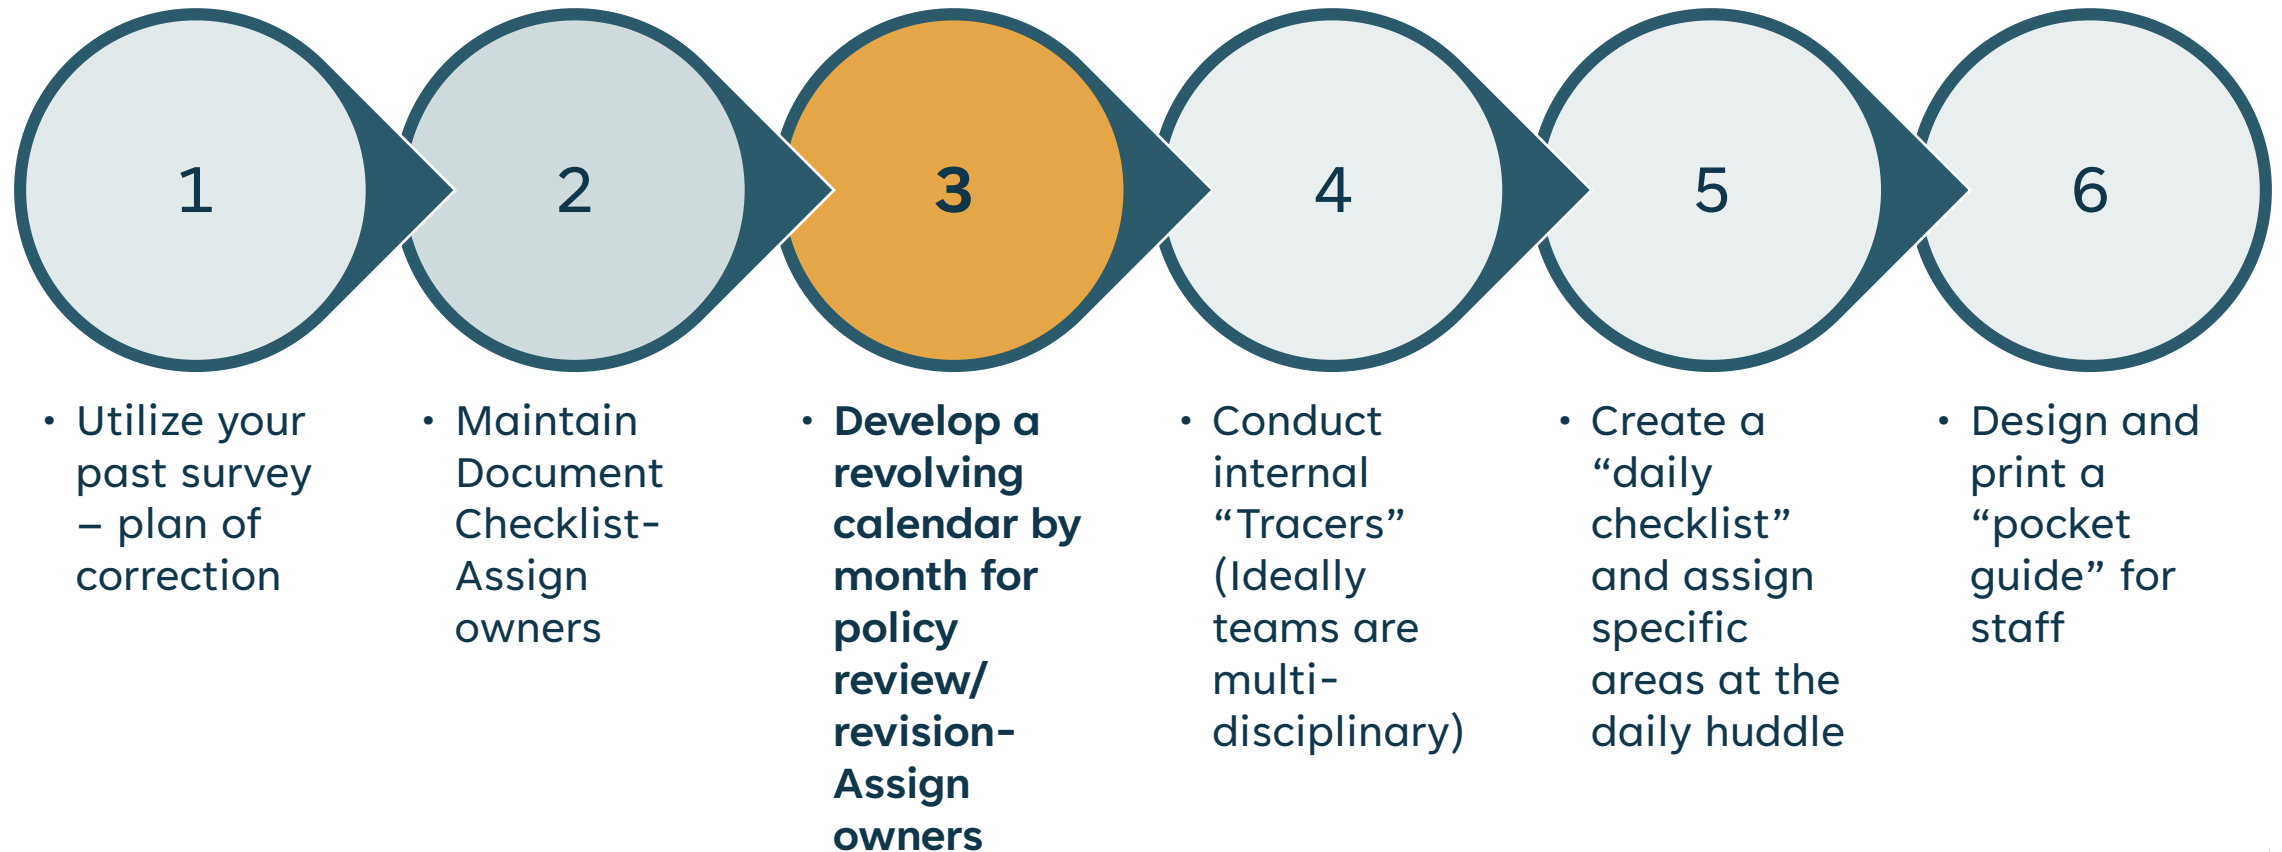 1
2
3
4
5
6
• Utilize your
past survey
– plan of
correction
• Maintain
Document
Checklist-
Assign
owners
• Develop a
revolving
calendar by
month for
policy
review/
revision-
Assign
owners
• Conduct
internal
“Tracers”
(Ideally
teams are
multi-
disciplinary)
• Create a
“daily
checklist”
and assign
specific
areas at the
daily huddle
• Design and
print a
“pocket
guide” for
staff